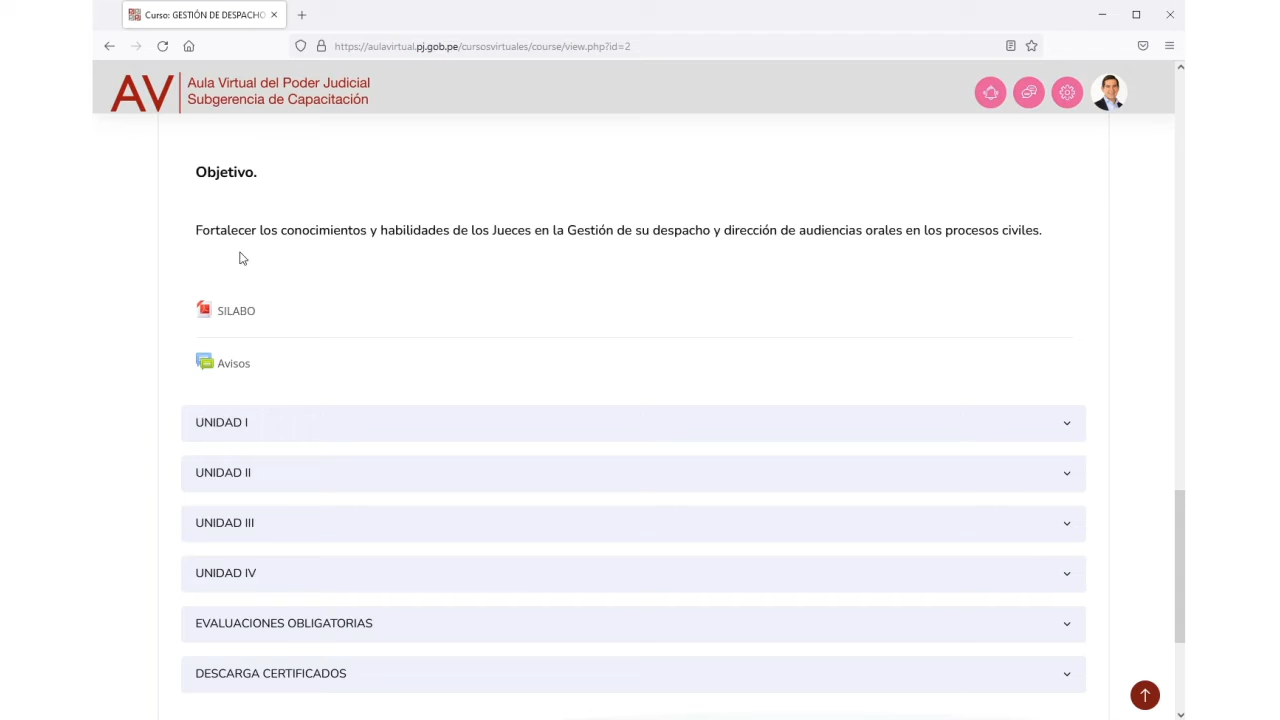 Curso: GESTIÓN DE DESPACHO
https://aulavirtual.pj.gob.pe/cursosvirtuales/course/view.php?id=2
AV
Aula Virtual del Poder Judicial
Subgerencia de Capacitación
Objetivo.
Fortalecer los conocimientos y habilidades de los Jueces en la Gestión de su despacho y dirección de audiencias orales en los procesos civiles.
SILABO
Avisos
UNIDAD I
UNIDAD II
UNIDAD III
UNIDAD IV
EVALUACIONES OBLIGATORIAS
DESCARGA CERTIFICADOS